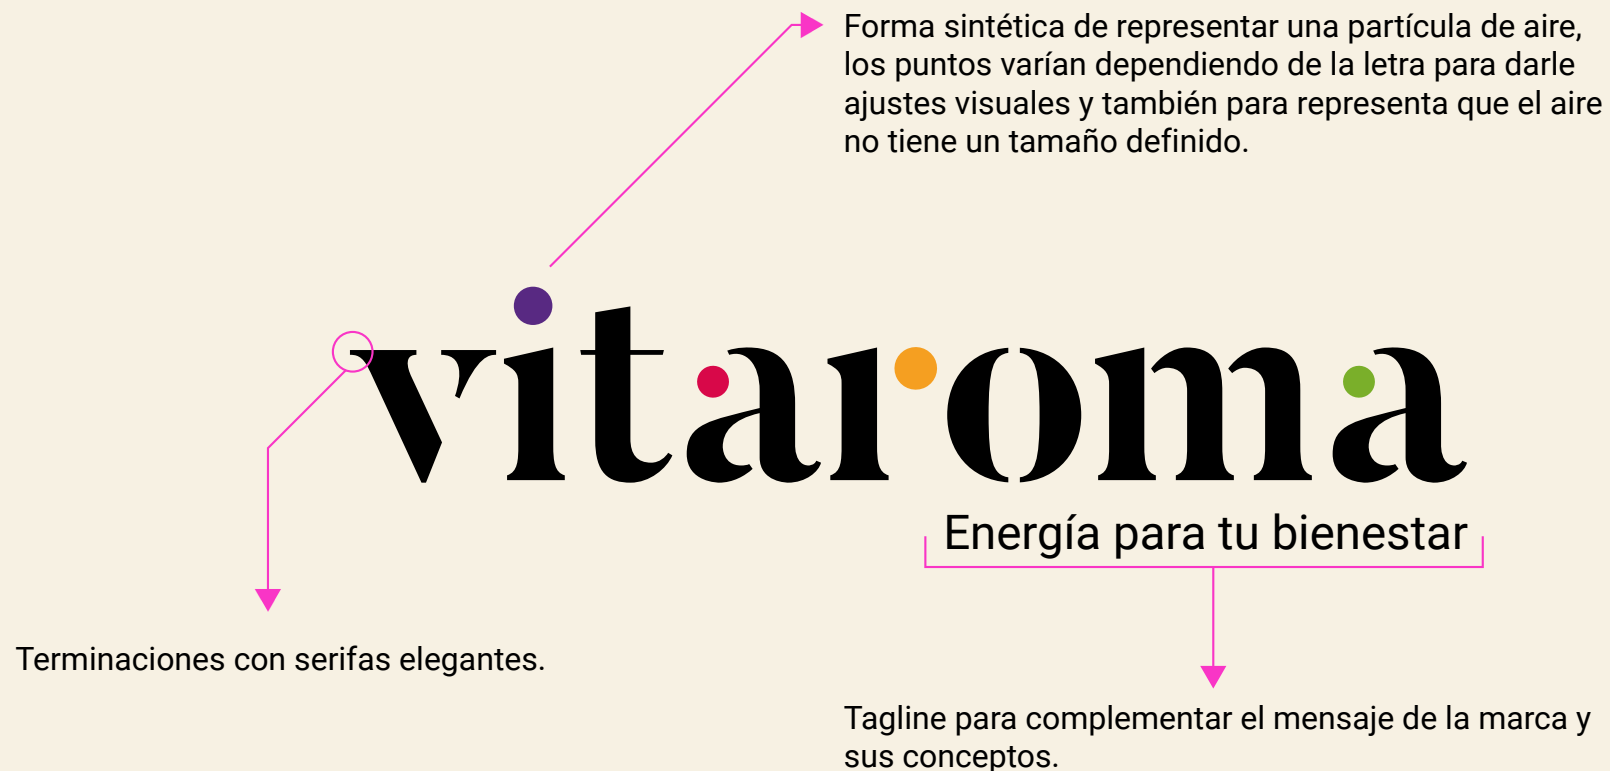 Forma sintética de representar una partícula de aire,
los puntos varían dependiendo de la letra para darle
ajustes visuales y también para representa que el aire
no tiene un tamaño definido.
vitaroma
Energía para tu bienestar
Terminaciones con serifas elegantes.
Tagline para complementar el mensaje de la marca y
sus conceptos.